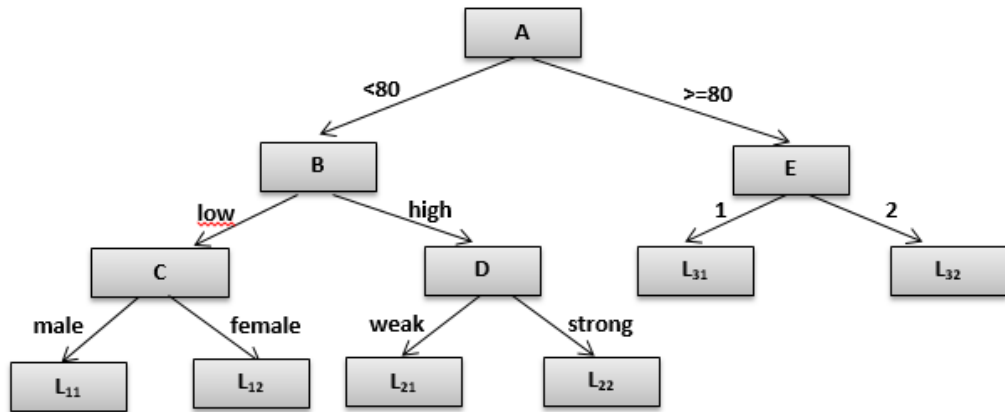 A
<80
>=80
B
E
low
high
1
2
C
D
L31
L32
male
female
weak
strong
L11
L12
L21
L22